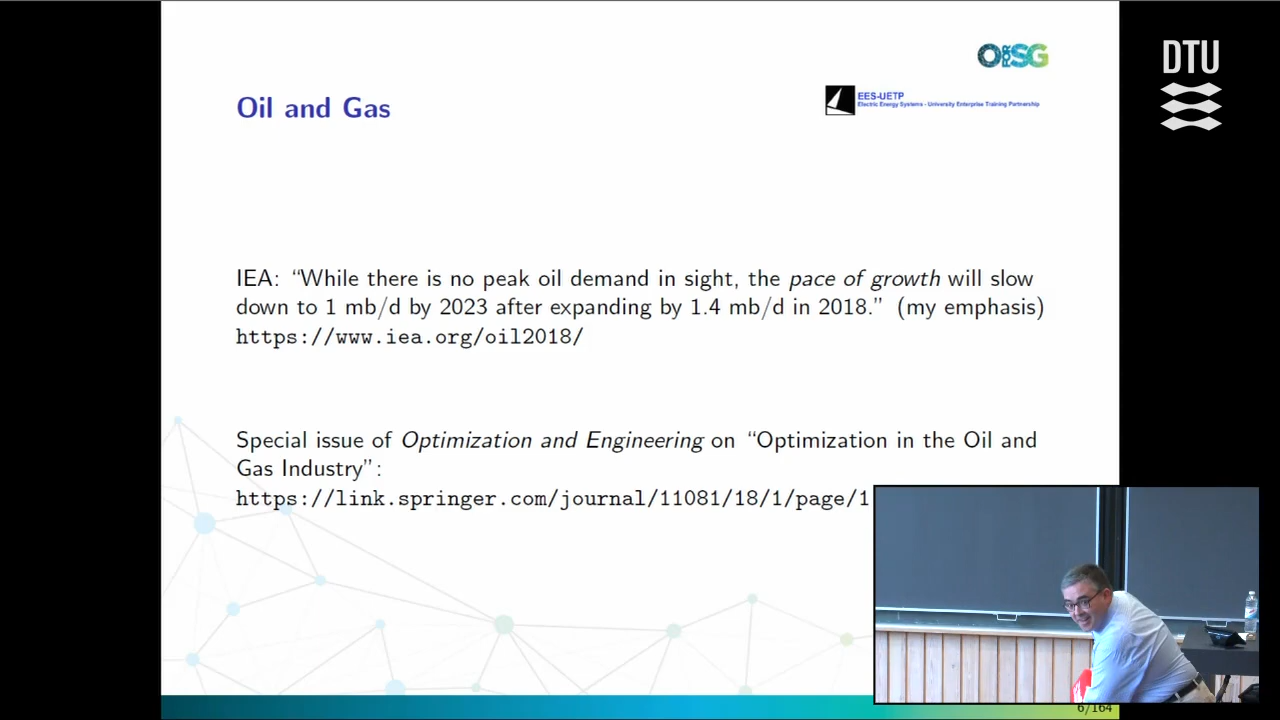 OR FOR SG
DTU
EES-UETP
Electric Energy Systems - University Enterprise Training Partnership
Oil and Gas
IEA: “While there is no peak oil demand in sight, the pace of growth will slow
down to 1 mb/d by 2023 after expanding by 1.4 mb/d in 2018.” (my emphasis)
https://www.iea.org/oil2018/
Special issue of Optimization and Engineering on “Optimization in the Oil and
Gas Industry”:
https://link.springer.com/journal/11081/18/1/page/1
6/164